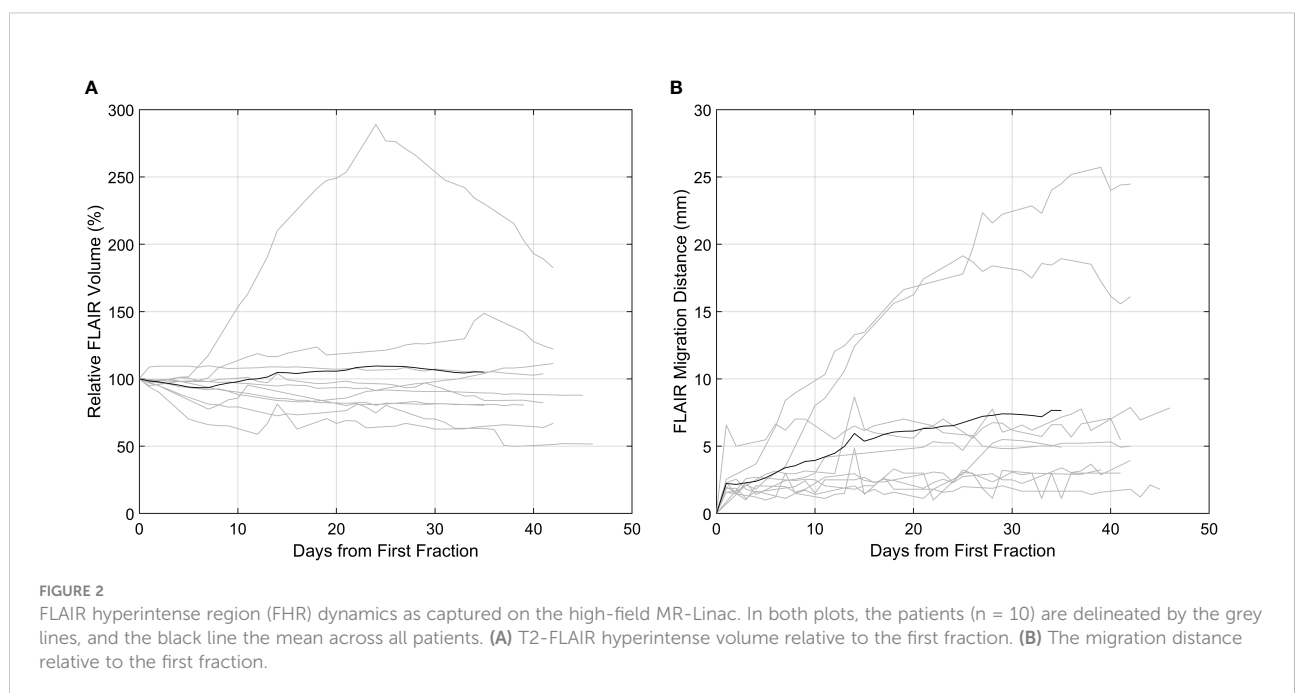 A
300
250
200
150
100
50
0
0 10 20 30 40 50
Relative FLAIR Volume (%)
Days from First Fraction
B
30
25
20
15
10
5
0
0 10 20 30 40 50
FLAIR Migration Distance (mm)
Days from First Fraction
FIGURE 2
FLAIR hyperintense region (FHR) dynamics as captured on the high-field MR-Linac. In both plots, the patients (n = 10) are delineated by the grey
lines, and the black line the mean across all patients. (A) T2-FLAIR hyperintense volume relative to the first fraction. (B) The migration distance
relative to the first fraction.